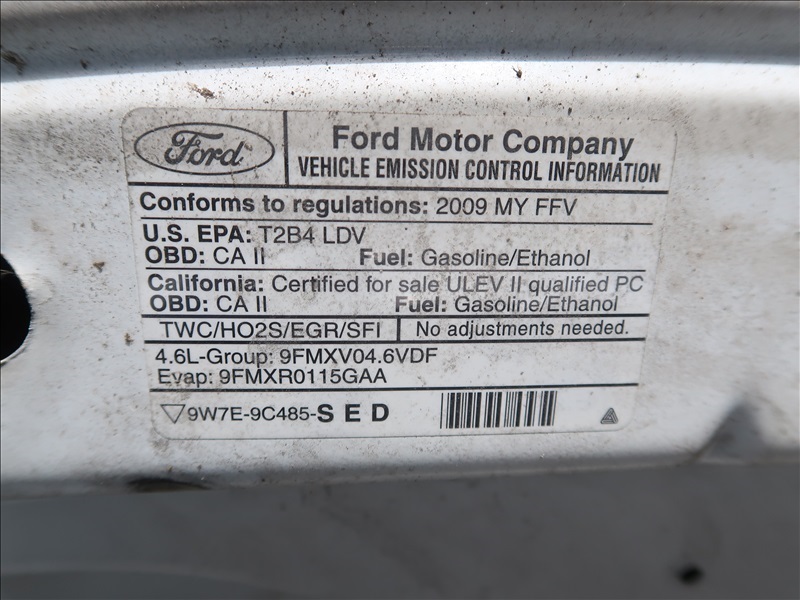 Ford
Ford Motor Company
VEHICLE EMISSION CONTROL INFORMATION
Conforms to regulations: 2009 MY FFV
U.S. EPA: T2B4 LDV
OBD: CA II Fuel: Gasoline/Ethanol
California: Certified for sale ULEV II qualified PC
OBD: CA II Fuel: Gasoline/Ethanol
TWC/HO2S/EGR/SFI No adjustments needed.
4.6L-Group: 9FMXV04.6VDF
Evap: 9FMXR0115GAA
▽9W7E-9C485-SED